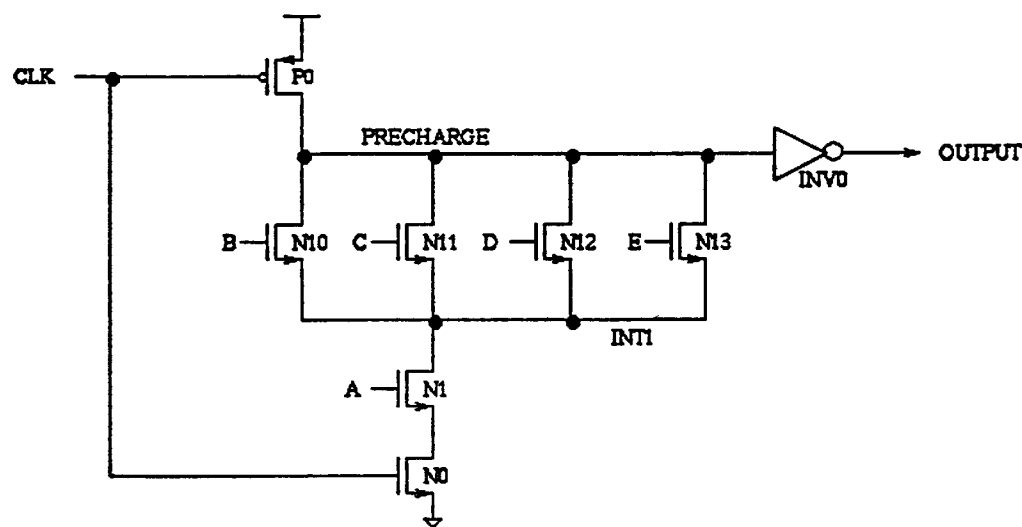 CLK
P0
PRECHARGE
OUTPUT
INV0
B N10 C N11 D N12 E N13
INT1
A N1
N0